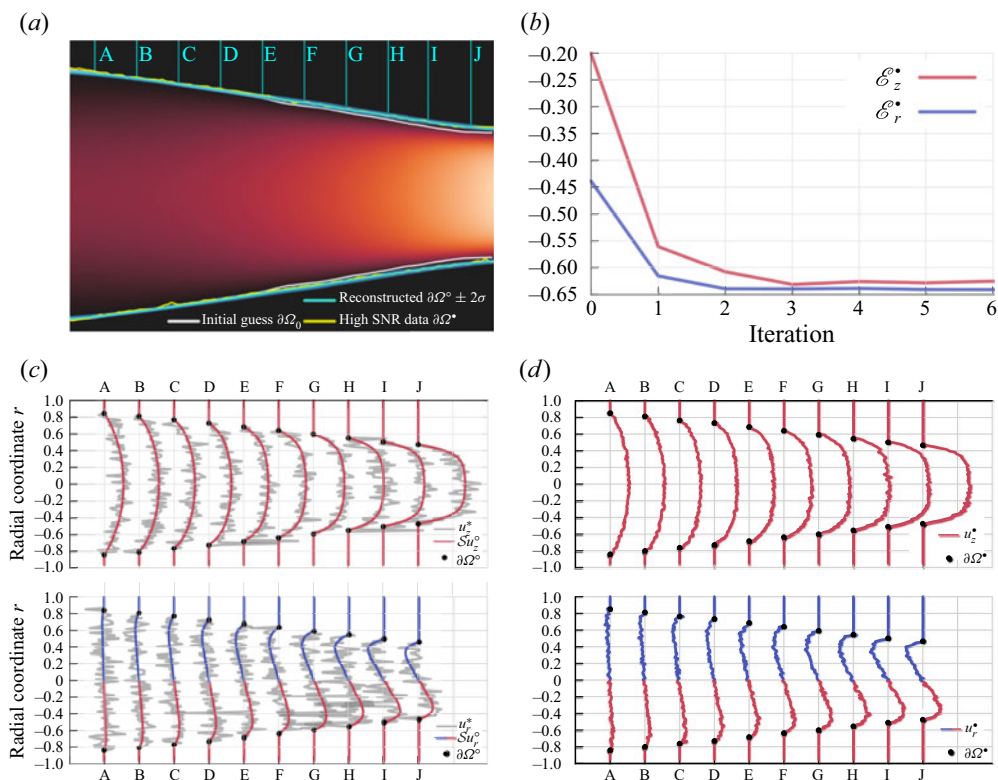 (a)
A B C D E F G H I J
Reconstructed ∂Ω° ± 2σ
Initial guess ∂Ω₀
High SNR data ∂Ω•
(b)
–0.20
–0.25
–0.30
–0.35
–0.40
–0.45
–0.50
–0.55
–0.60
–0.65
ℰ•z
ℰ•r
0 1 2 3 4 5 6
Iteration
(c)
A B C D E F G H I J
Radial coordinate r
1.0
0.8
0.6
0.4
0.2
0
–0.2
–0.4
–0.6
–0.8
–1.0
u*z
𝒮u°z
∂Ω°
Radial coordinate r
1.0
0.8
0.6
0.4
0.2
0
–0.2
–0.4
–0.6
–0.8
–1.0
u*r
𝒮u°r
∂Ω°
A B C D E F G H I J
(d)
A B C D E F G H I J
1.0
0.8
0.6
0.4
0.2
0
–0.2
–0.4
–0.6
–0.8
–1.0
u•z
∂Ω•
1.0
0.8
0.6
0.4
0.2
0
–0.2
–0.4
–0.6
–0.8
–1.0
u•r
∂Ω•
A B C D E F G H I J